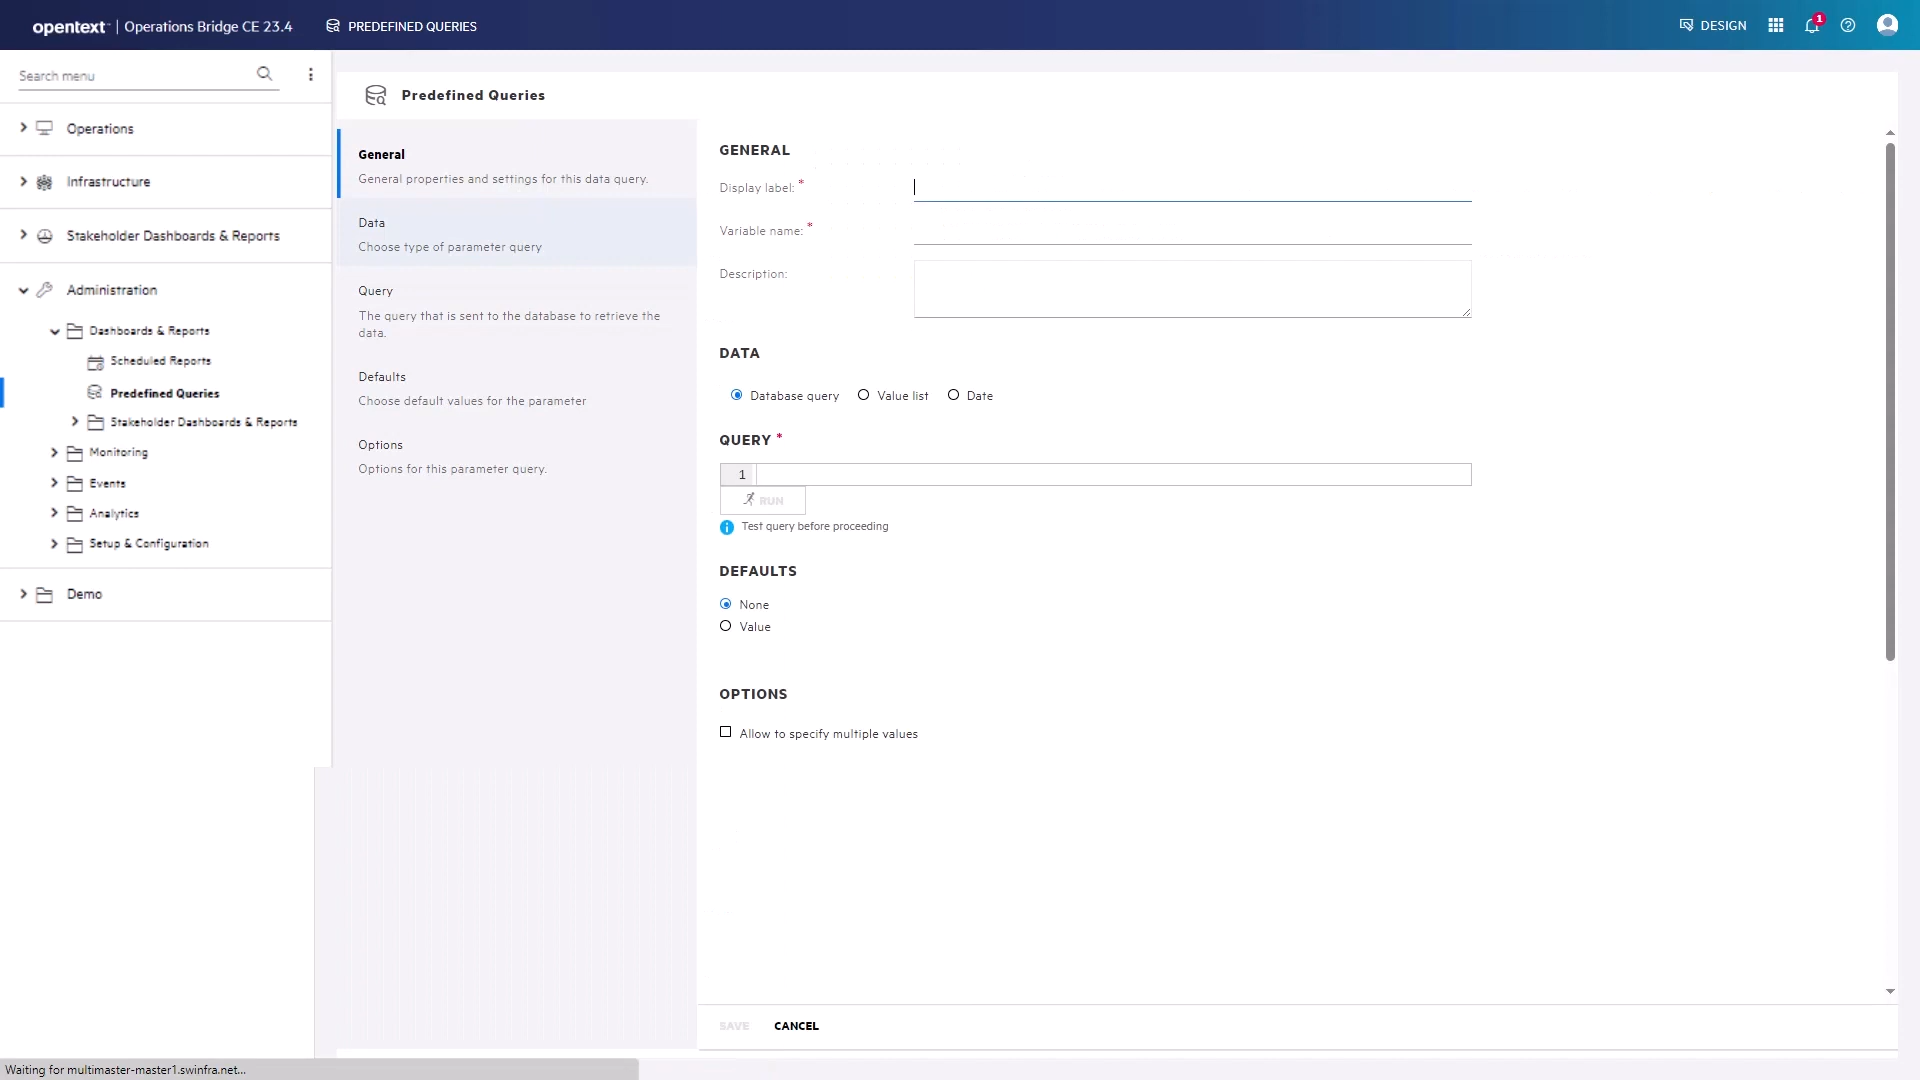 opentext | Operations Bridge CE 23.4
PREDEFINED QUERIES
DESIGN
1
Search menu
Operations
Infrastructure
Stakeholder Dashboards & Reports
Administration
Dashboards & Reports
Scheduled Reports
Predefined Queries
Stakeholder Dashboards & Reports
Monitoring
Events
Analytics
Setup & Configuration
Demo
Predefined Queries
General
General properties and settings for this data query.
Data
Choose type of parameter query
Query
The query that is sent to the database to retrieve the
data.
Defaults
Choose default values for the parameter
Options
Options for this parameter query.
GENERAL
Display label: *
Variable name: *
Description:
DATA
Database query
Value list
Date
QUERY *
1
RUN
Test query before proceeding
DEFAULTS
None
Value
OPTIONS
Allow to specify multiple values
SAVE
CANCEL
Waiting for multimaster-master1.swinfra.net...